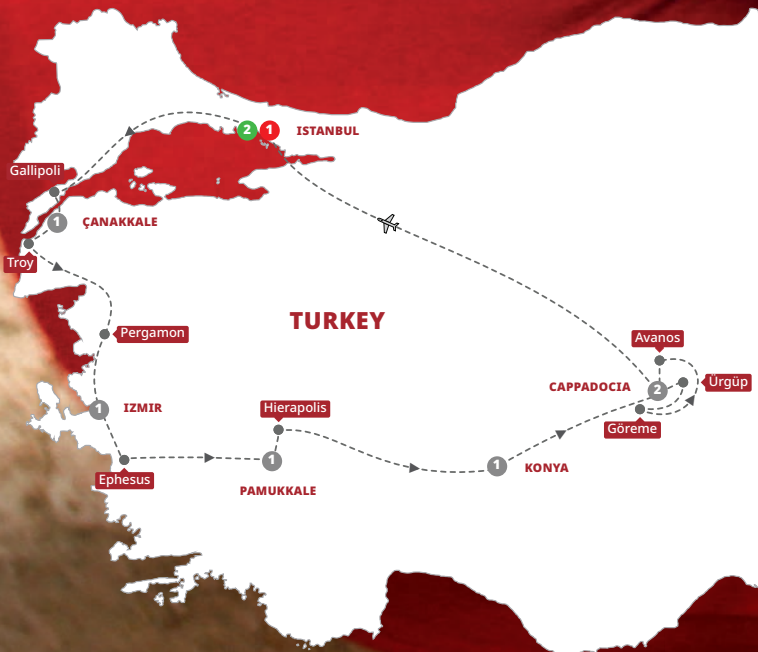 2 1 ISTANBUL
Gallipoli
1 ÇANAKKALE
Troy
TURKEY
Pergamon
Avanos
CAPPADOCIA 2 Ürgüp
1 IZMIR
Hierapolis
Göreme
1
KONYA
1
Ephesus
PAMUKKALE